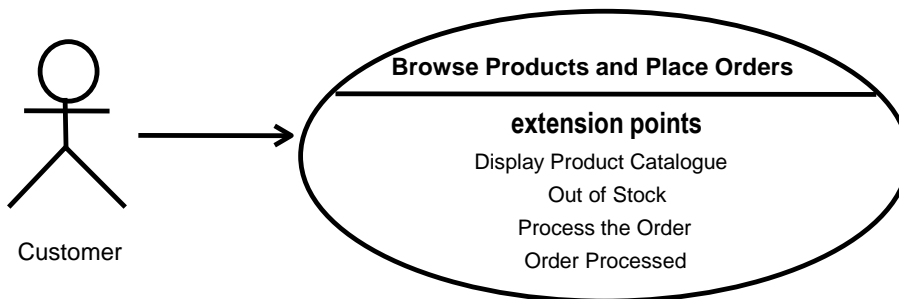 Browse Products and Place Orders
extension points
Display Product Catalogue
Out of Stock
Process the Order
Order Processed
Customer